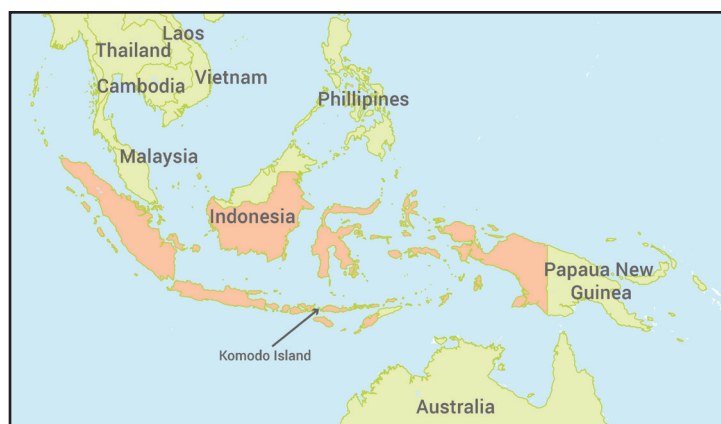 Laos
Thailand
Vietnam
Cambodia
Phillipines
Malaysia
Indonesia
Papaua New
Guinea
Komodo Island
Australia